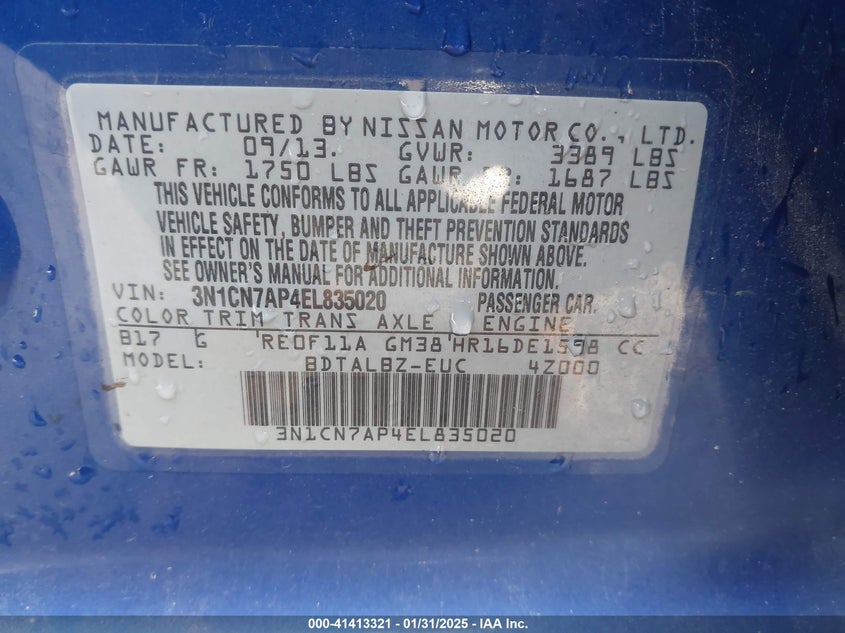 MANUFACTURED BY NISSAN MOTOR CO., LTD.
DATE: 09/13. GVWR: 3389 LBS
GAWR FR: 1750 LBS GAWR RR: 1687 LBS
THIS VEHICLE CONFORMS TO ALL APPLICABLE FEDERAL MOTOR
VEHICLE SAFETY, BUMPER AND THEFT PREVENTION STANDARDS
IN EFFECT ON THE DATE OF MANUFACTURE SHOWN ABOVE.
SEE OWNER'S MANUAL FOR ADDITIONAL INFORMATION.
VIN: 3N1CN7AP4EL835020 PASSENGER CAR.
COLOR TRIM TRANS AXLE ENGINE
B17 G RE0F11A GM38 HR16DE1598 CC
MODEL: BDTALBZ-EUC 4Z000
3N1CN7AP4EL835020
000-41413321 / 01/31/2025 - © IAA Inc.